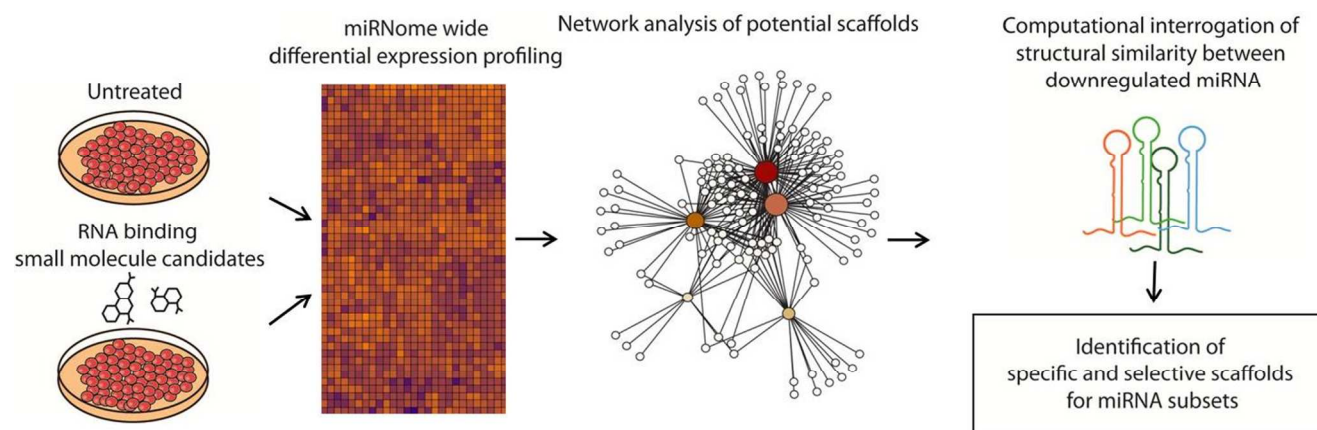 Untreated
RNA binding
small molecule candidates
miRNome wide
differential expression profiling
Network analysis of potential scaffolds
Computational interrogation of
structural similarity between
downregulated miRNA
Identification of
specific and selective scaffolds
for miRNA subsets